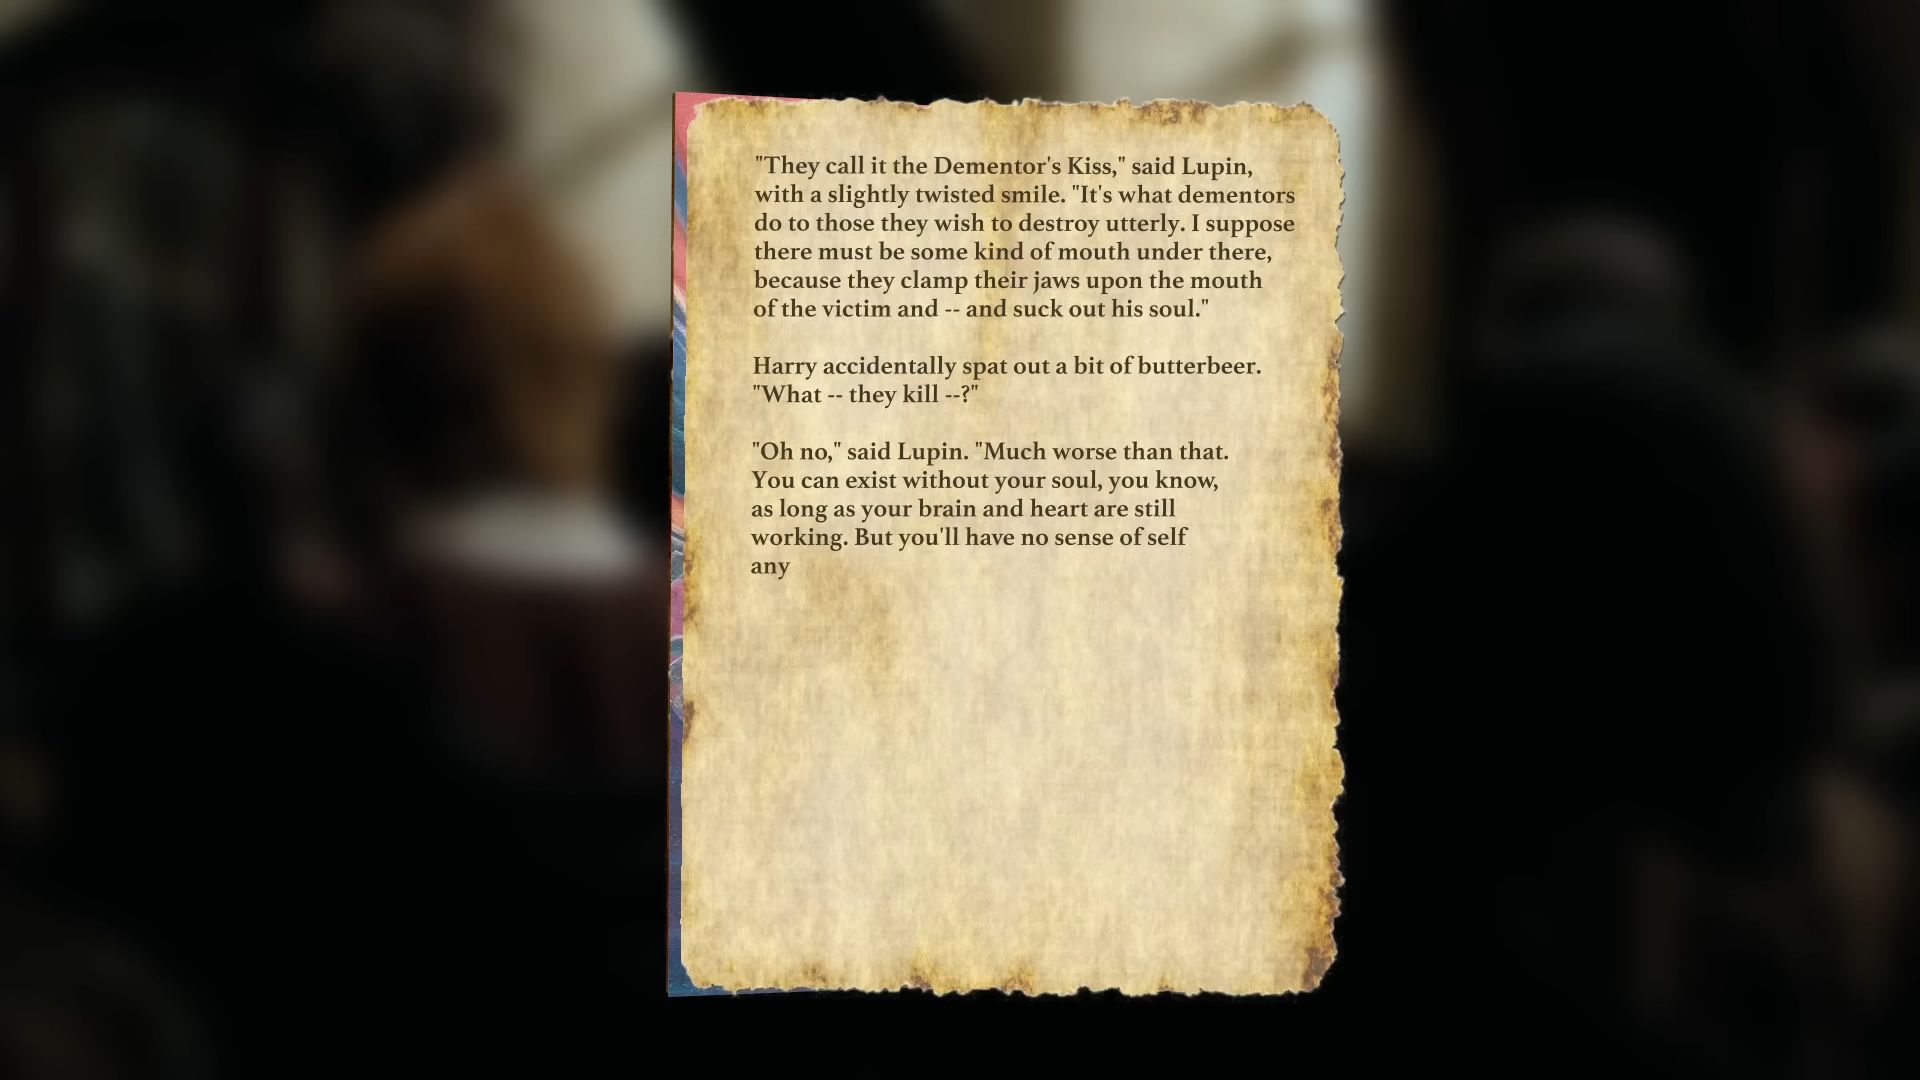 "They call it the Dementor's Kiss," said Lupin,
with a slightly twisted smile. "It's what dementors
do to those they wish to destroy utterly. I suppose
there must be some kind of mouth under there,
because they clamp their jaws upon the mouth
of the victim and -- and suck out his soul."
Harry accidentally spat out a bit of butterbeer.
"What -- they kill --?"
"Oh no," said Lupin. "Much worse than that.
You can exist without your soul, you know,
as long as your brain and heart are still
working. But you'll have no sense of self
any